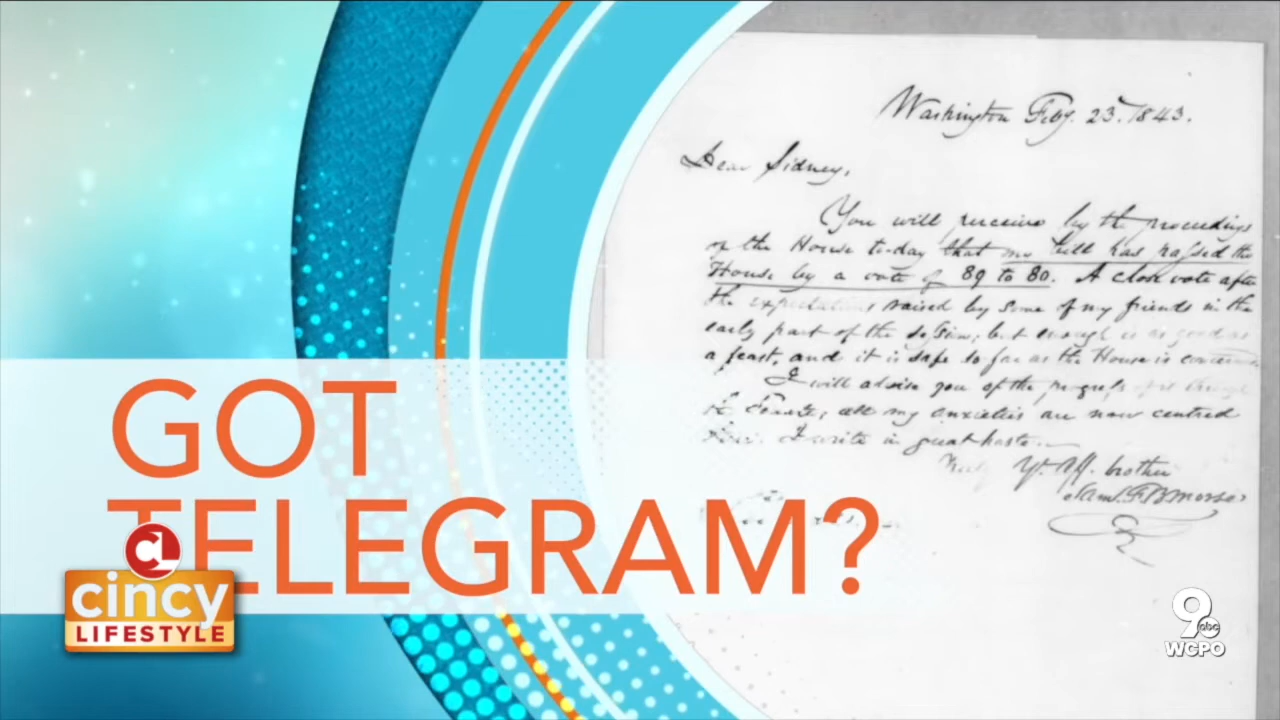 Washington Feby. 23. 1843.
Dear Sidney,
You will perceive by the proceedings
of the House to-day that my bill has passed the
House by a vote of 89 to 80. A close vote after
the expectations raised by some of my friends in the
early part of the session; but enough is as good as
a feast, and it is safe so far as the House is concerned
I will advise you of the progress of it through
the Senate; all my anxieties are now centred
there. I write in great haste
Yr. Aff. brother
Saml. F. B. Morse
GOT
TELEGRAM?
CL
cincy
LIFESTYLE
9
abc
WCPO